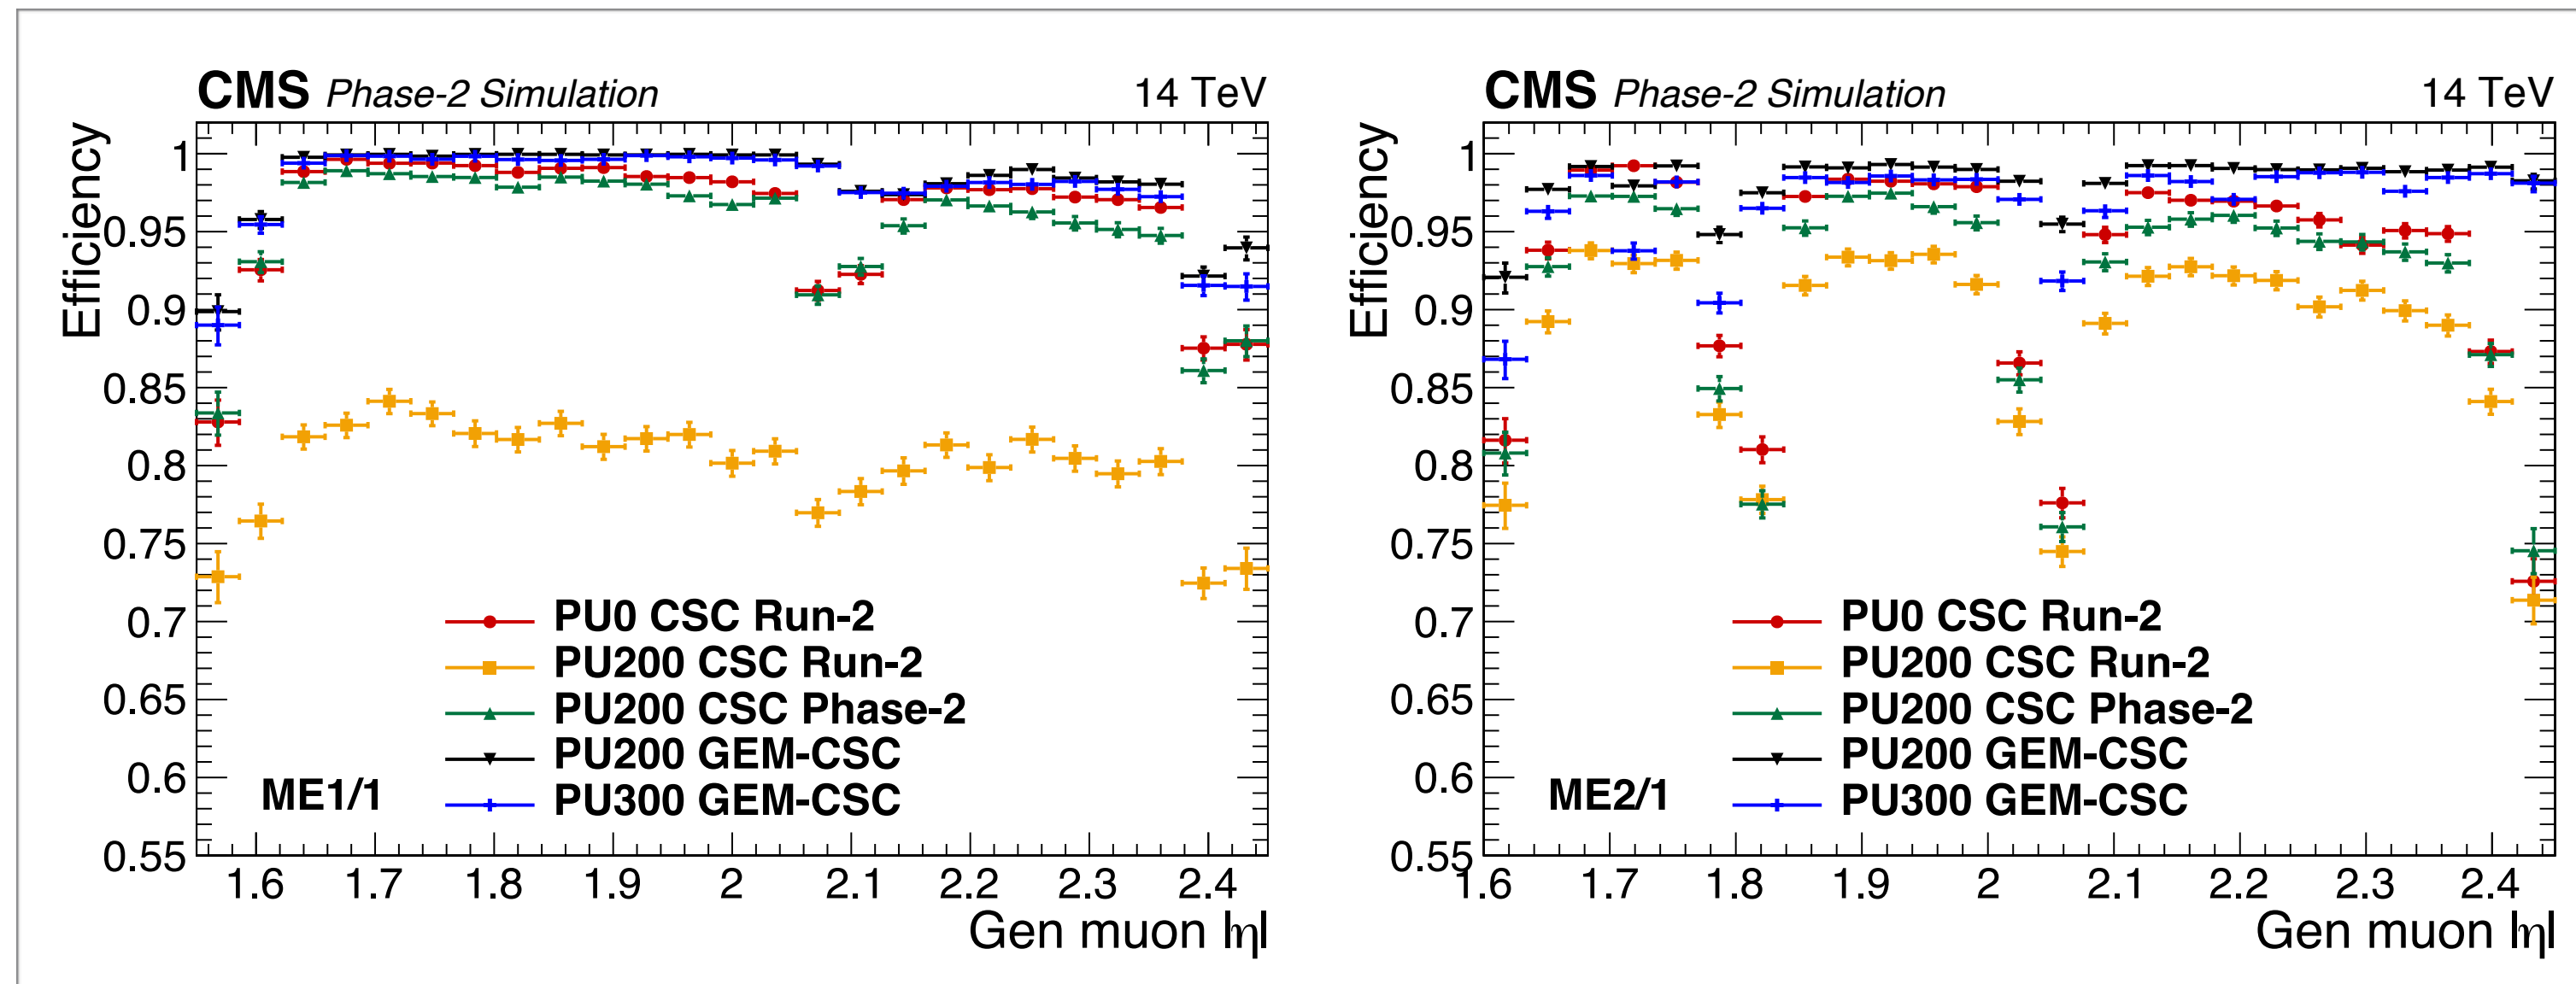 CMS Phase-2 Simulation 14 TeV
Efficiency
1
0.95
0.9
0.85
0.8
0.75
0.7
0.65
0.6
0.55
PU0 CSC Run-2
PU200 CSC Run-2
PU200 CSC Phase-2
PU200 GEM-CSC
PU300 GEM-CSC
ME1/1
1.6 1.7 1.8 1.9 2 2.1 2.2 2.3 2.4
Gen muon |η|
CMS Phase-2 Simulation 14 TeV
Efficiency
1
0.95
0.9
0.85
0.8
0.75
0.7
0.65
0.6
0.55
PU0 CSC Run-2
PU200 CSC Run-2
PU200 CSC Phase-2
PU200 GEM-CSC
PU300 GEM-CSC
ME2/1
1.6 1.7 1.8 1.9 2 2.1 2.2 2.3 2.4
Gen muon |η|